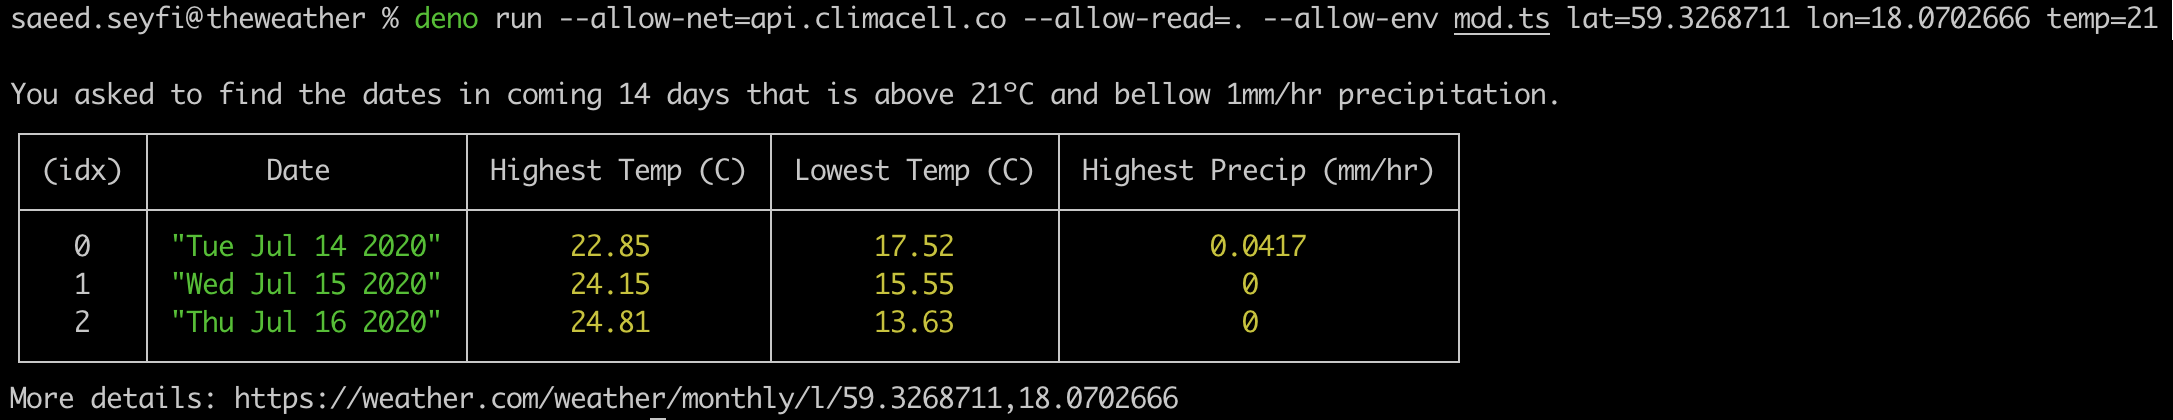 saeed.seyfi@theweather % deno run --allow-net=api.climacell.co --allow-read=. --allow-env mod.ts lat=59.3268711 lon=18.0702666 temp=21
You asked to find the dates in coming 14 days that is above 21°C and bellow 1mm/hr precipitation.
(idx) Date Highest Temp (C) Lowest Temp (C) Highest Precip (mm/hr)
0 "Tue Jul 14 2020" 22.85 17.52 0.0417
1 "Wed Jul 15 2020" 24.15 15.55 0
2 "Thu Jul 16 2020" 24.81 13.63 0
More details: https://weather.com/weather/monthly/l/59.3268711,18.0702666